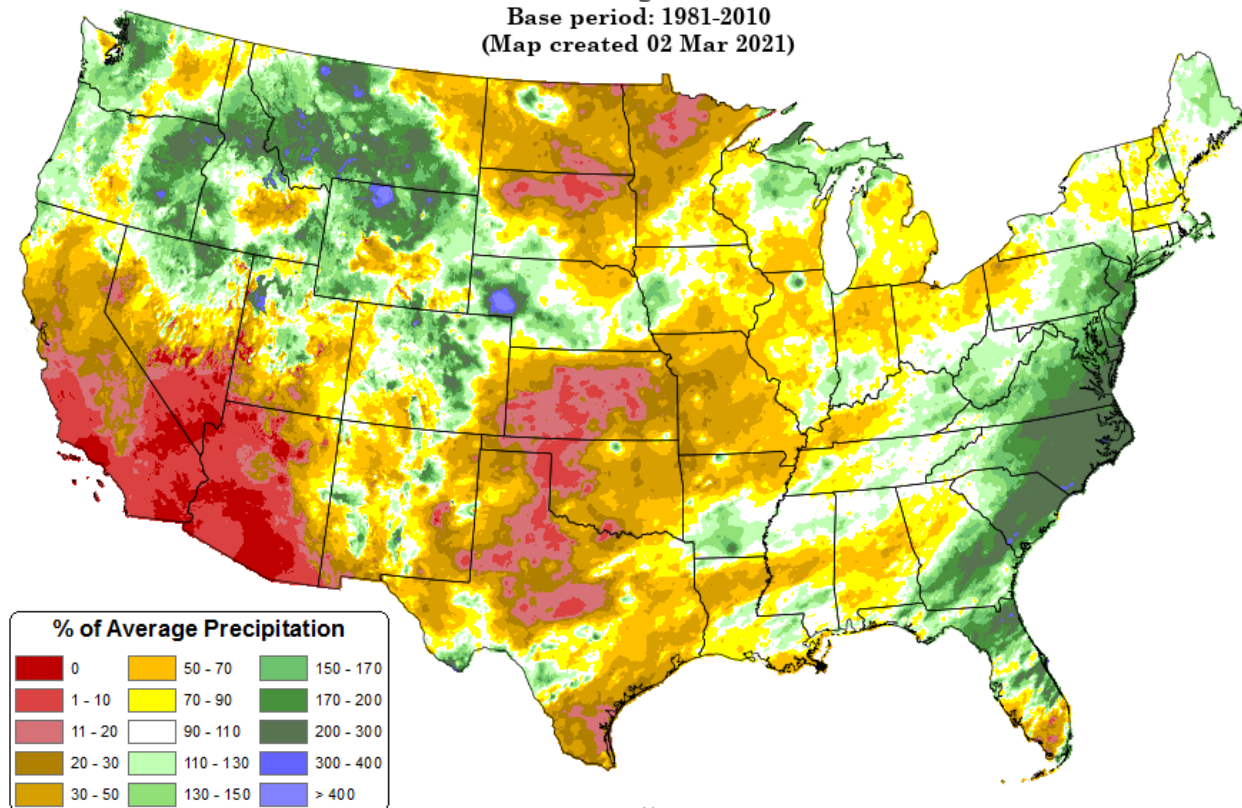 Base period: 1981-2010
(Map created 02 Mar 2021)
% of Average Precipitation
0
50 - 70
150 - 170
1 - 10
70 - 90
170 - 200
11 - 20
90 - 110
200 - 300
20 - 30
110 - 130
300 - 400
30 - 50
130 - 150
> 400